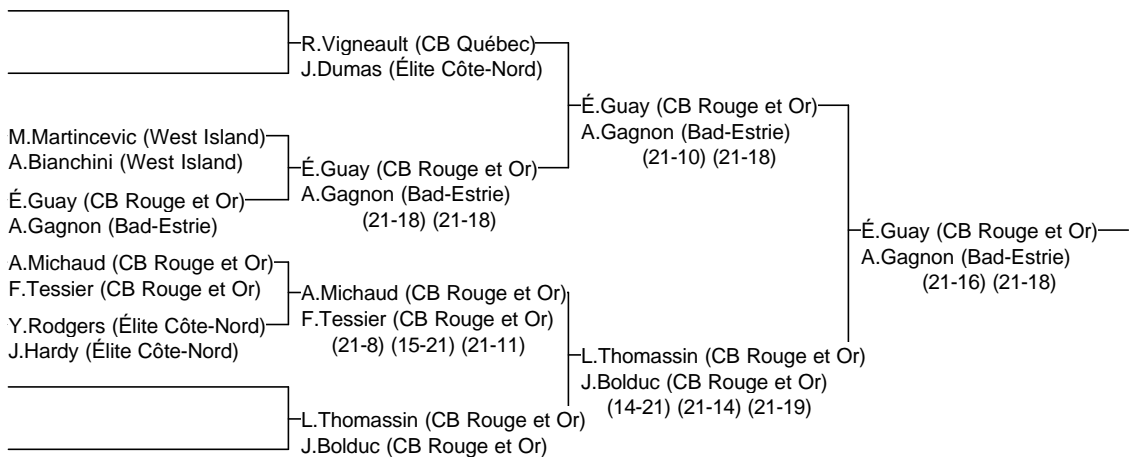 R.Vigneault (CB Québec)
J.Dumas (Élite Côte-Nord)
É.Guay (CB Rouge et Or)
A.Gagnon (Bad-Estrie)
(21-10) (21-18)
M.Martincevic (West Island)
A.Bianchini (West Island)
É.Guay (CB Rouge et Or)
A.Gagnon (Bad-Estrie)
(21-18) (21-18)
É.Guay (CB Rouge et Or)
A.Gagnon (Bad-Estrie)
É.Guay (CB Rouge et Or)
A.Gagnon (Bad-Estrie)
(21-16) (21-18)
A.Michaud (CB Rouge et Or)
F.Tessier (CB Rouge et Or)
A.Michaud (CB Rouge et Or)
F.Tessier (CB Rouge et Or)
(21-8) (15-21) (21-11)
Y.Rodgers (Élite Côte-Nord)
J.Hardy (Élite Côte-Nord)
L.Thomassin (CB Rouge et Or)
J.Bolduc (CB Rouge et Or)
(14-21) (21-14) (21-19)
L.Thomassin (CB Rouge et Or)
J.Bolduc (CB Rouge et Or)